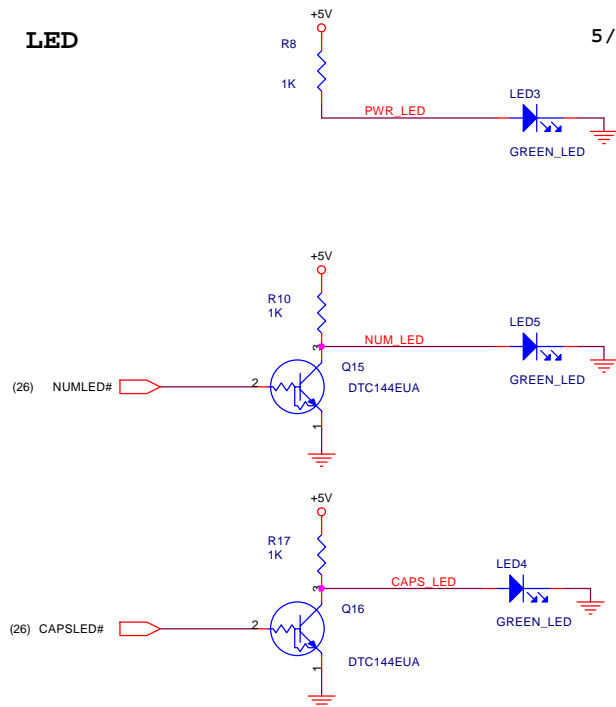 LED
5/
+5V
R8
1K
PWR_LED
LED3
GREEN_LED
+5V
R10
1K
3
NUM_LED
LED5
GREEN_LED
Q15
DTC144EUA
(26) NUMLED#
2
1
+5V
R17
1K
3
CAPS_LED
LED4
GREEN_LED
Q16
(26) CAPSLED#
2
DTC144EUA
1